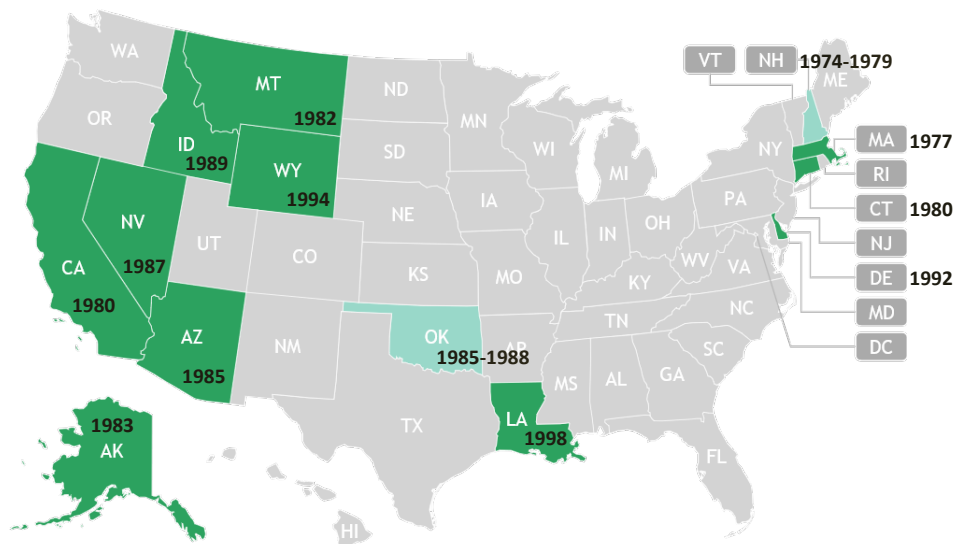 WA
MT
1982
ND
MN
VT
NH 1974-1979
ME
OR
ID
1989
SD
WI
MI
NY
MA 1977
RI
WY
1994
CT 1980
NV
1987
NE
IA
PA
NJ
IL
IN
OH
DE 1992
UT
CO
KS
MO
WV
VA
MD
CA
1980
KY
DC
AZ
1985
NM
OK
1985-1988
AR
TN
NC
SC
MS
AL
GA
TX
LA
1998
1983
AK
FL
HI